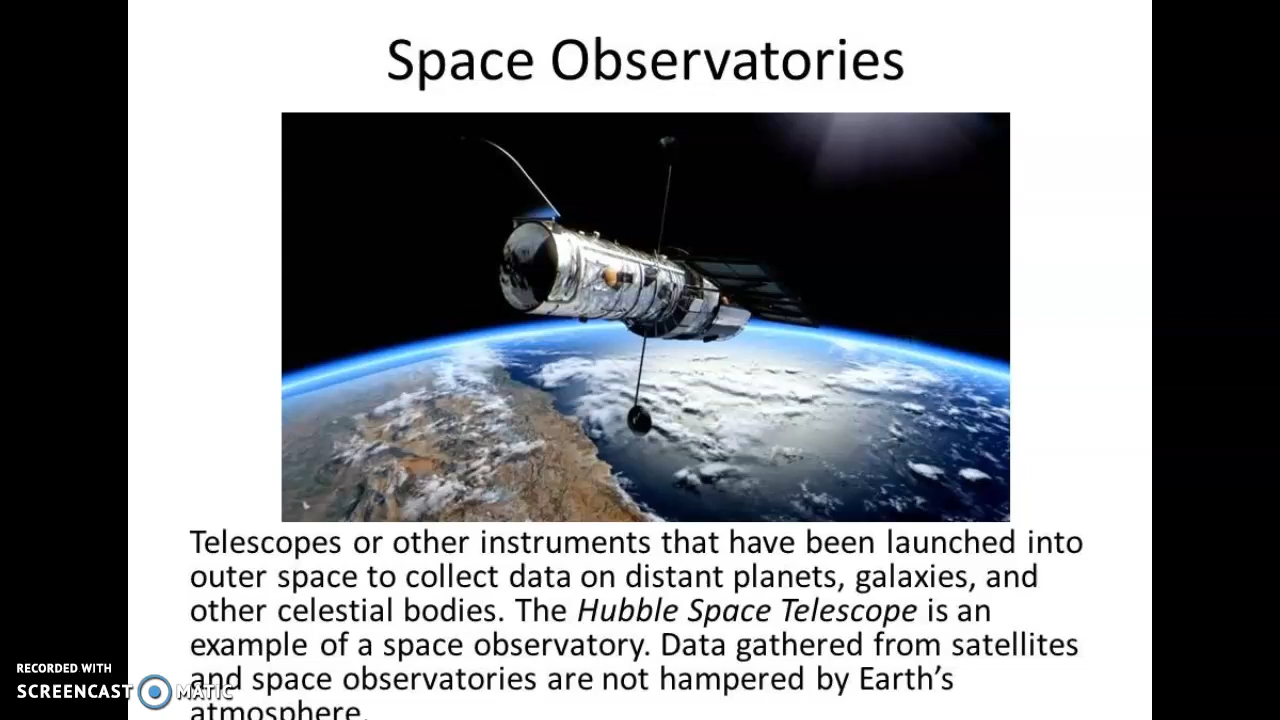 Space Observatories
Telescopes or other instruments that have been launched into
outer space to collect data on distant planets, galaxies, and
other celestial bodies. The Hubble Space Telescope is an
example of a space observatory. Data gathered from satellites
and space observatories are not hampered by Earth's
atmosphere.
RECORDED WITH
SCREENCAST MATIC